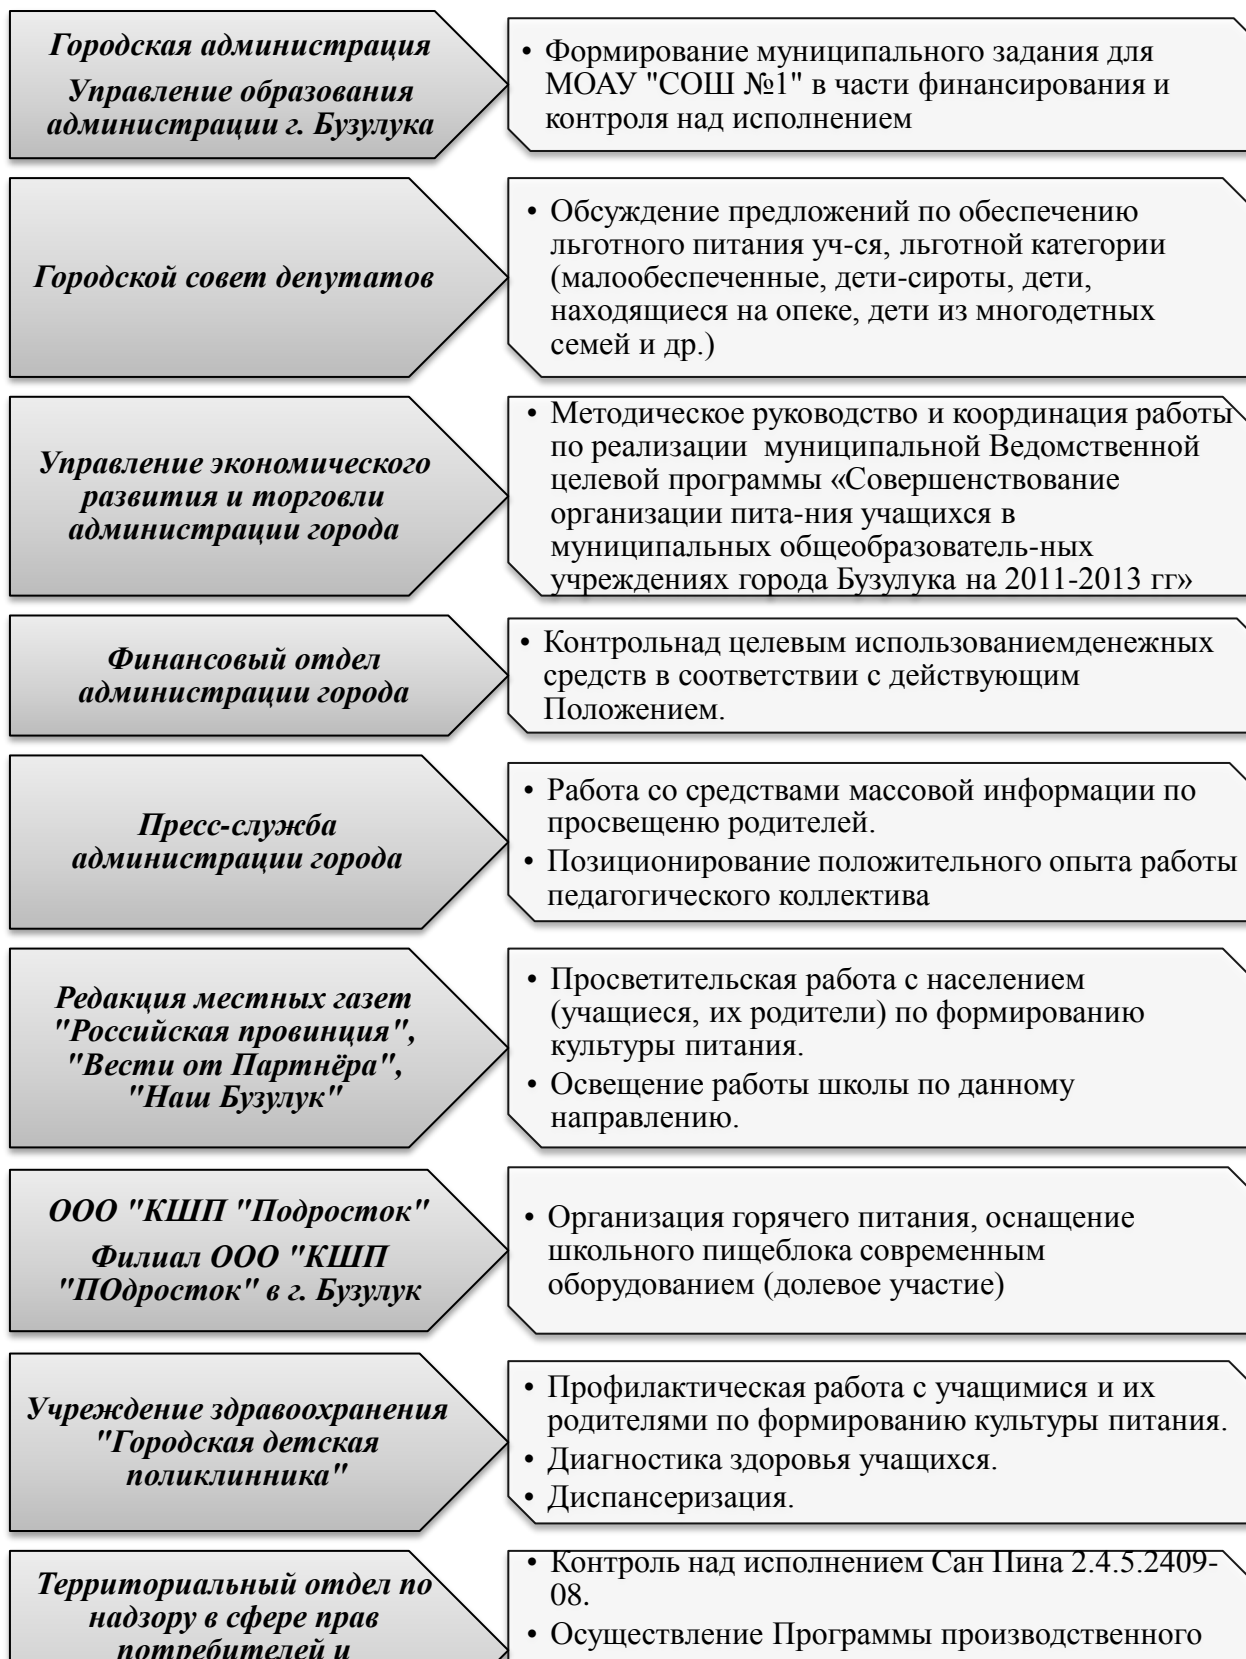 Городская администрация
Управление образования
администрации г. Бузулука
• Формирование муниципального задания для
МОАУ "СОШ №1" в части финансирования и
контроля над исполнением
Городской совет депутатов
• Обсуждение предложений по обеспечению
льготного питания уч-ся, льготной категории
(малообеспеченные, дети-сироты, дети,
находящиеся на опеке, дети из многодетных
семей и др.)
Управление экономического
развития и торговли
администрации города
• Методическое руководство и координация работы
по реализации муниципальной Ведомственной
целевой программы «Совершенствование
организации пита-ния учащихся в
муниципальных общеобразователь-ных
учреждениях города Бузулука на 2011-2013 гг»
Финансовый отдел
администрации города
• Контрольнад целевым использованиемденежных
средств в соответствии с действующим
Положением.
Пресс-служба
администрации города
• Работа со средствами массовой информации по
просвещеню родителей.
• Позиционирование положительного опыта работы
педагогического коллектива
Редакция местных газет
"Российская провинция",
"Вести от Партнёра",
"Наш Бузулук"
• Просветительская работа с населением
(учащиеся, их родители) по формированию
культуры питания.
• Освещение работы школы по данному
направлению.
ООО "КШП "Подросток"
Филиал ООО "КШП
"ПОдросток" в г. Бузулук
• Организация горячего питания, оснащение
школьного пищеблока современным
оборудованием (долевое участие)
Учреждение здравоохранения
"Городская детская
поликлинника"
• Профилактическая работа с учащимися и их
родителями по формированию культуры питания.
• Диагностика здоровья учащихся.
• Диспансеризация.
Территориальный отдел по
надзору в сфере прав
потребителей и
• Контроль над исполнением Сан Пина 2.4.5.2409-
08.
• Осуществление Программы производственного